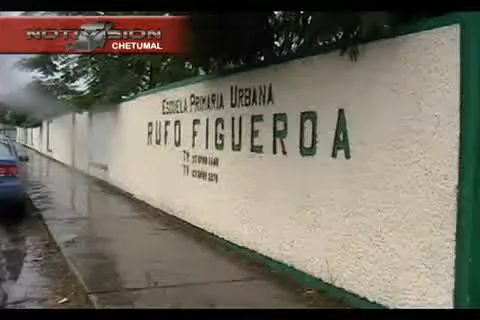 NOTIVISION
CHETUMAL
ESCUELA PRIMARIA URBANA
RUFO FIGUEROA